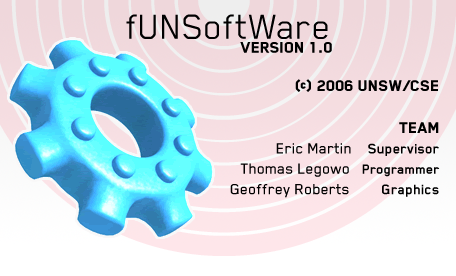 fUNSoftWare
VERSION 1.0
(c) 2006 UNSW/CSE
TEAM
Eric Martin Supervisor
Thomas Legowo Programmer
Geoffrey Roberts Graphics